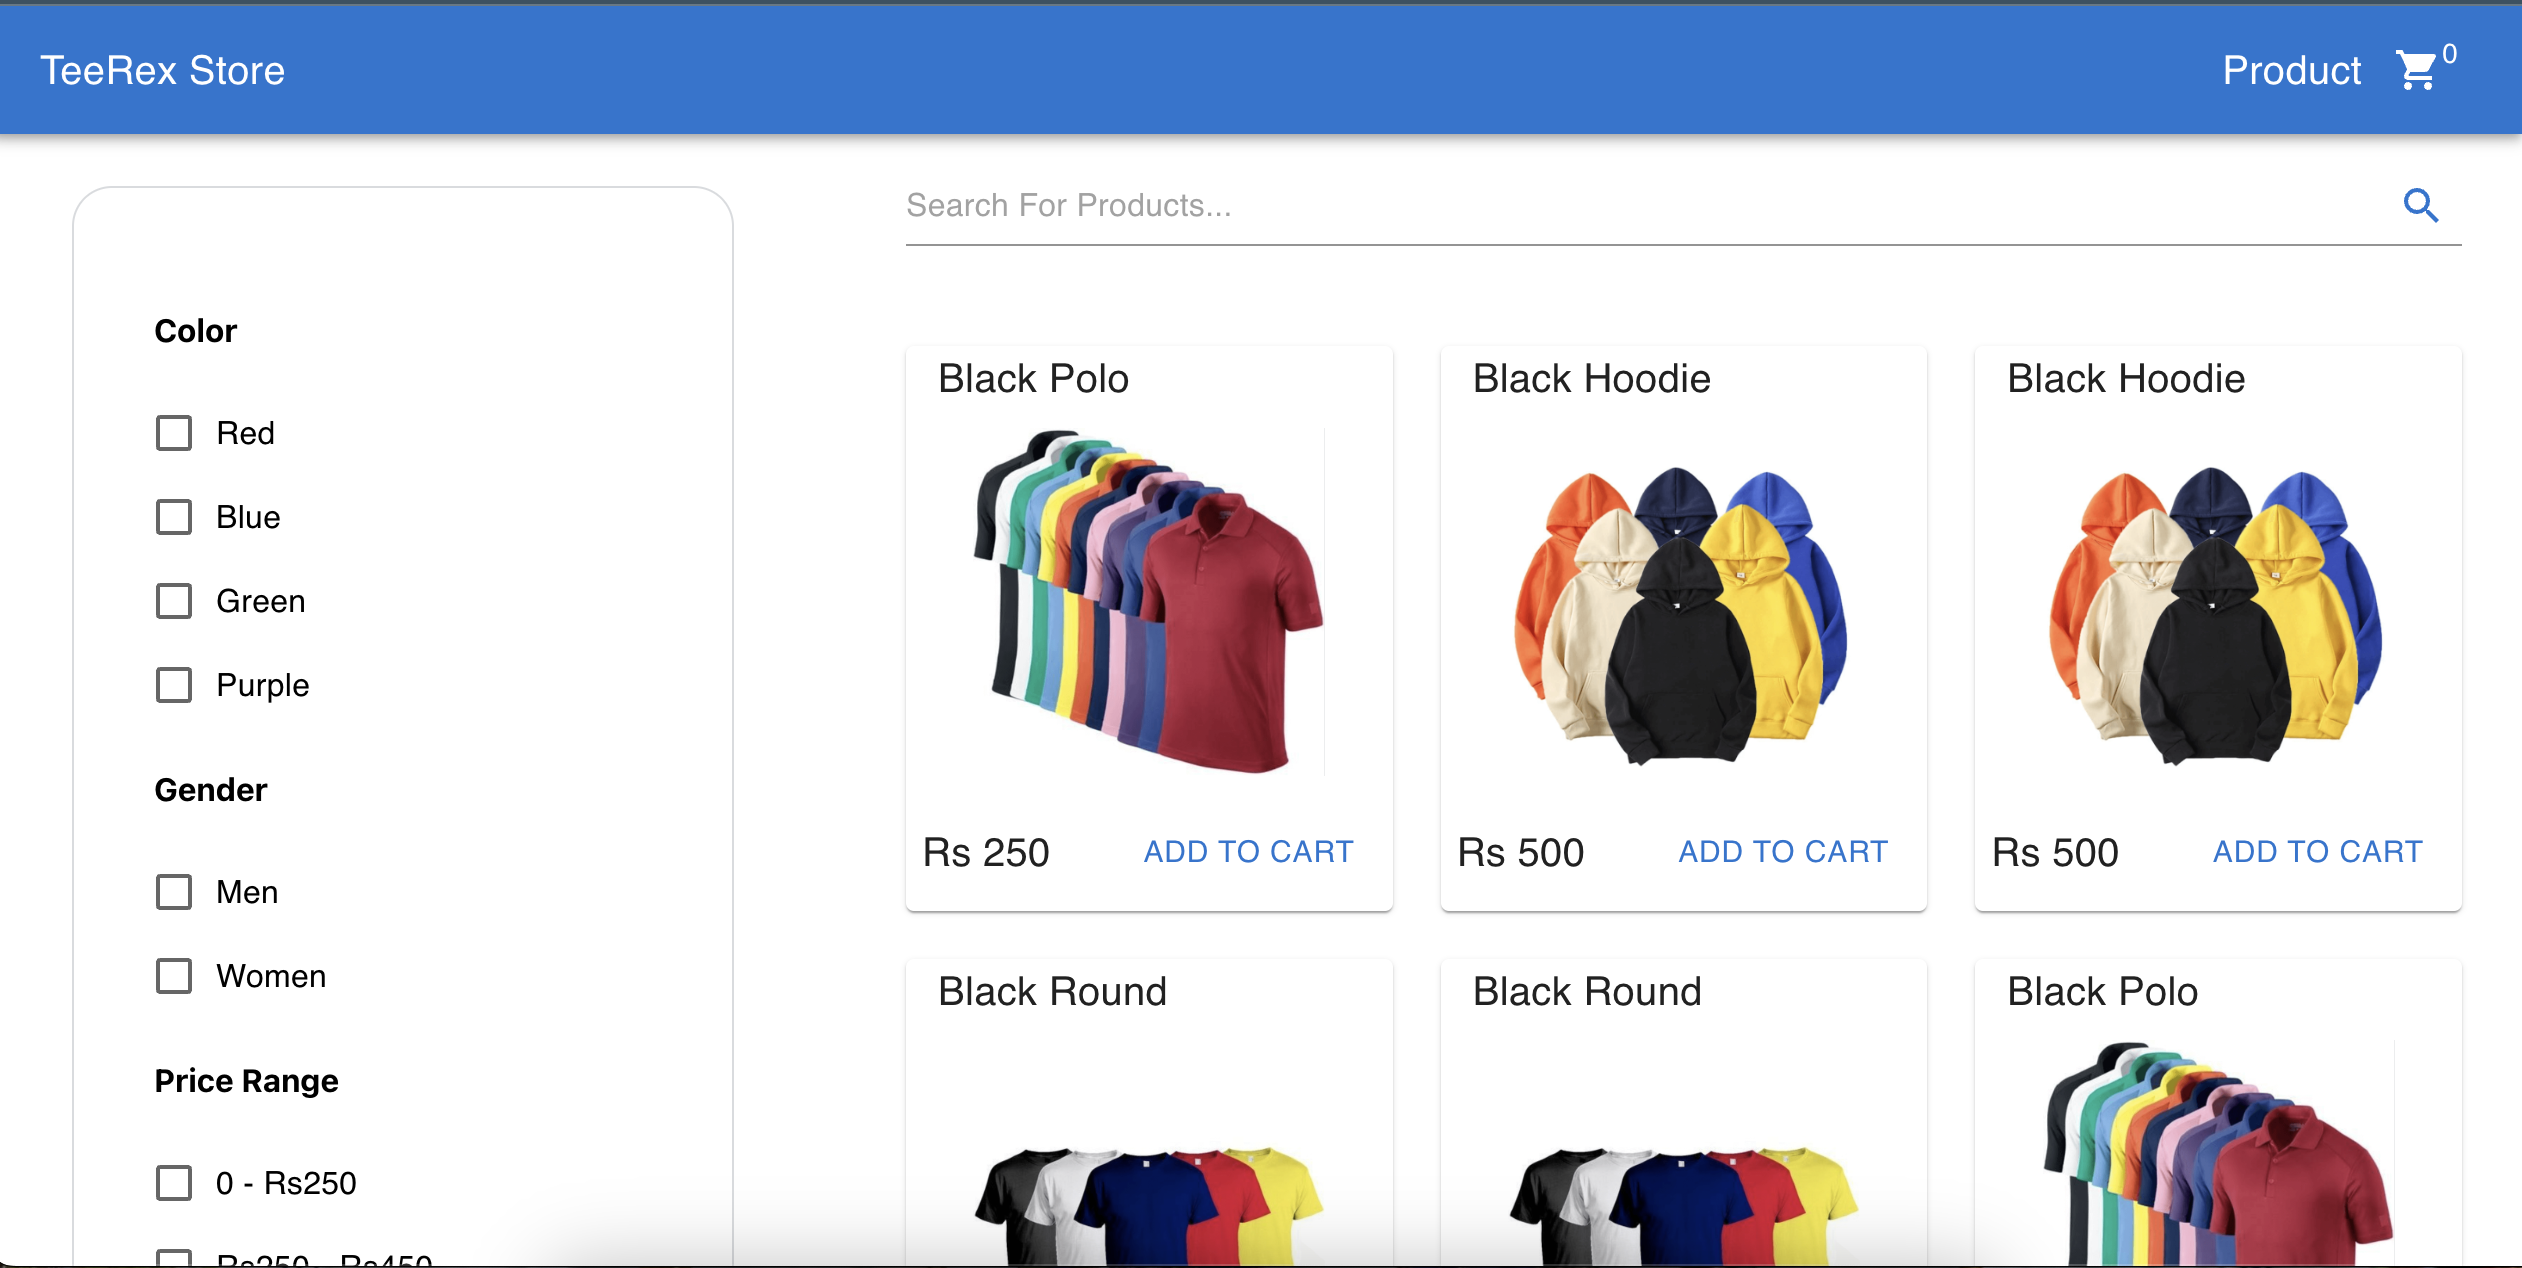 TeeRex Store
Product 0
Search For Products...
Color
Red
Blue
Green
Purple
Gender
Men
Women
Price Range
0 - Rs250
Rs250 - Rs450
Black Polo
Rs 250 ADD TO CART
Black Hoodie
Rs 500 ADD TO CART
Black Hoodie
Rs 500 ADD TO CART
Black Round
Black Round
Black Polo